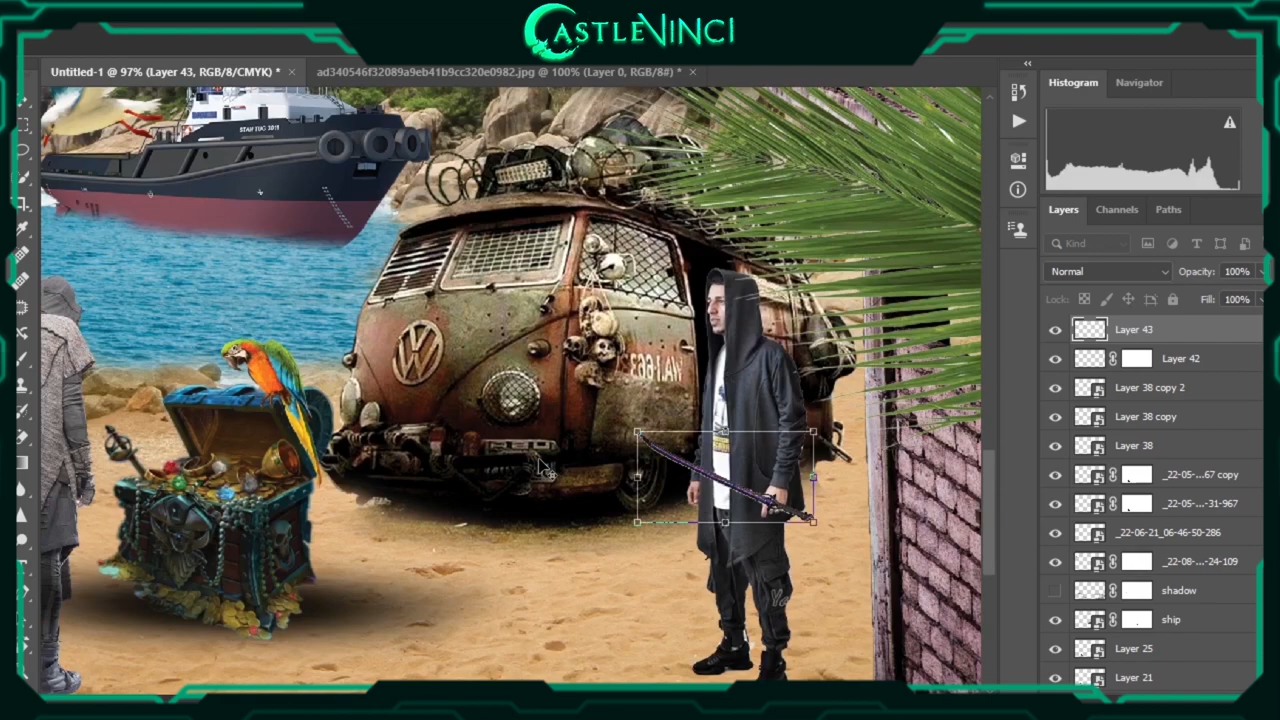 CASTLEVINCI
Untitled-1 @ 97% (Layer 43, RGB/8/CMYK) *
ad340546f32089a9eb41b9cc320e0982.jpg @ 100% (Layer 0, RGB/8#) *
Histogram
Navigator
Layers
Channels
Paths
Kind
Normal
Opacity: 100%
Lock:
Fill: 100%
Layer 43
Layer 42
Layer 38 copy 2
Layer 38 copy
Layer 38
_22-05-...67 copy
_22-05-...-31-967
_22-06-21_06-46-50-286
_22-08-...-24-109
shadow
ship
Layer 25
Layer 21
STAN TUG 3011